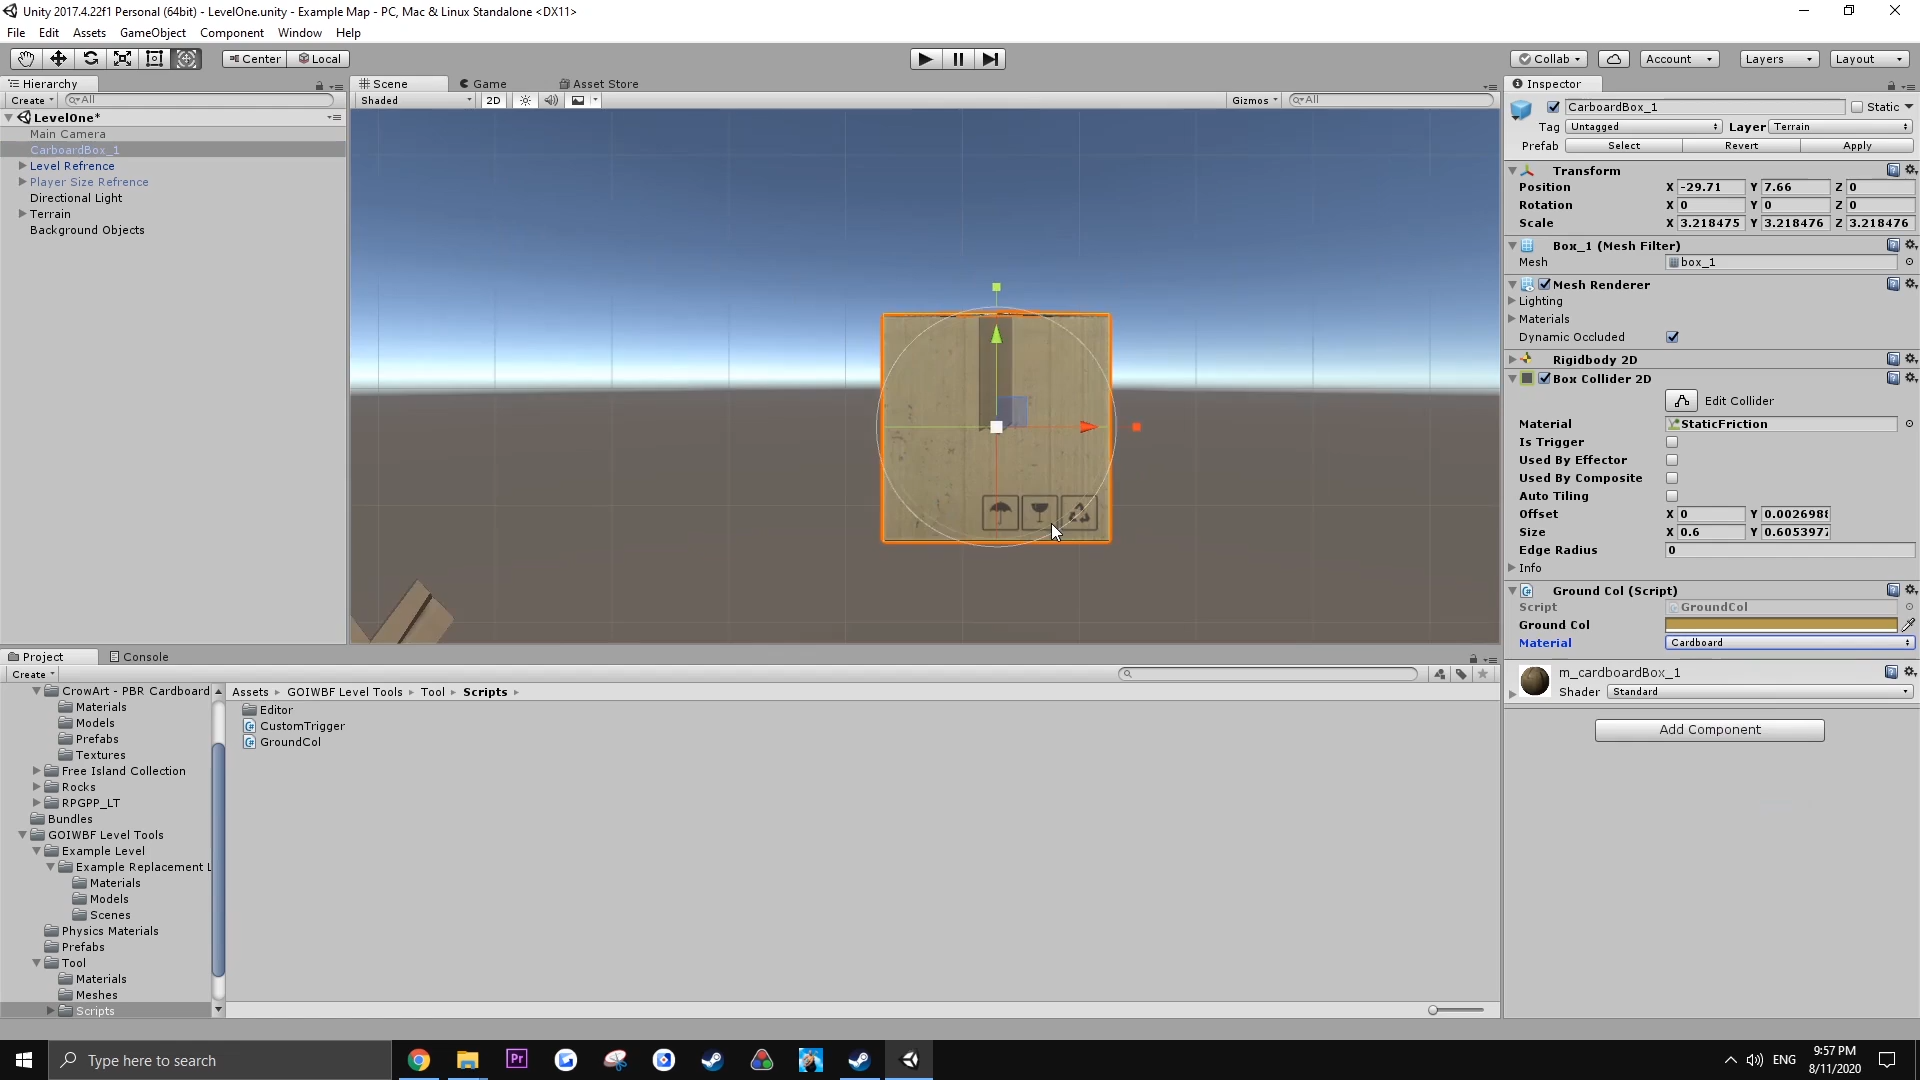 Unity 2017.4.22f1 Personal (64bit) - LevelOne.unity - Example Map - PC, Mac & Linux Standalone <DX11>
File Edit Assets GameObject Component Window Help
Center Local
Collab Account Layers Layout
Hierarchy
Create All
LevelOne*
Main Camera
CarboardBox_1
Level Refrence
Player Size Refrence
Directional Light
Terrain
Background Objects
Scene Game Asset Store
Shaded 2D Gizmos All
Inspector
CarboardBox_1 Static
Tag Untagged Layer Terrain
Prefab Select Revert Apply
Transform
Position X -29.71 Y 7.66 Z 0
Rotation X 0 Y 0 Z 0
Scale X 3.218475 Y 3.218476 Z 3.218476
Box_1 (Mesh Filter)
Mesh box_1
Mesh Renderer
Lighting
Materials
Dynamic Occluded
Rigidbody 2D
Box Collider 2D
Edit Collider
Material StaticFriction
Is Trigger
Used By Effector
Used By Composite
Auto Tiling
Offset X 0 Y
Size X 0.6 Y
Edge Radius 0
Info
Ground Col (Script)
Script GroundCol
Ground Col
Material Cardboard
m_cardboardBox_1
Shader Standard
Add Component
Project Console
Create
CrowArt - PBR Cardboard
Materials
Models
Prefabs
Textures
Free Island Collection
Rocks
RPGPP_LT
Bundles
GOIWBF Level Tools
Example Level
Example Replacement L
Materials
Models
Scenes
Physics Materials
Prefabs
Tool
Materials
Meshes
Scripts
Assets GOIWBF Level Tools Tool Scripts
Editor
CustomTrigger
GroundCol
Type here to search
Pr
ENG
9:57 PM
8/11/2020